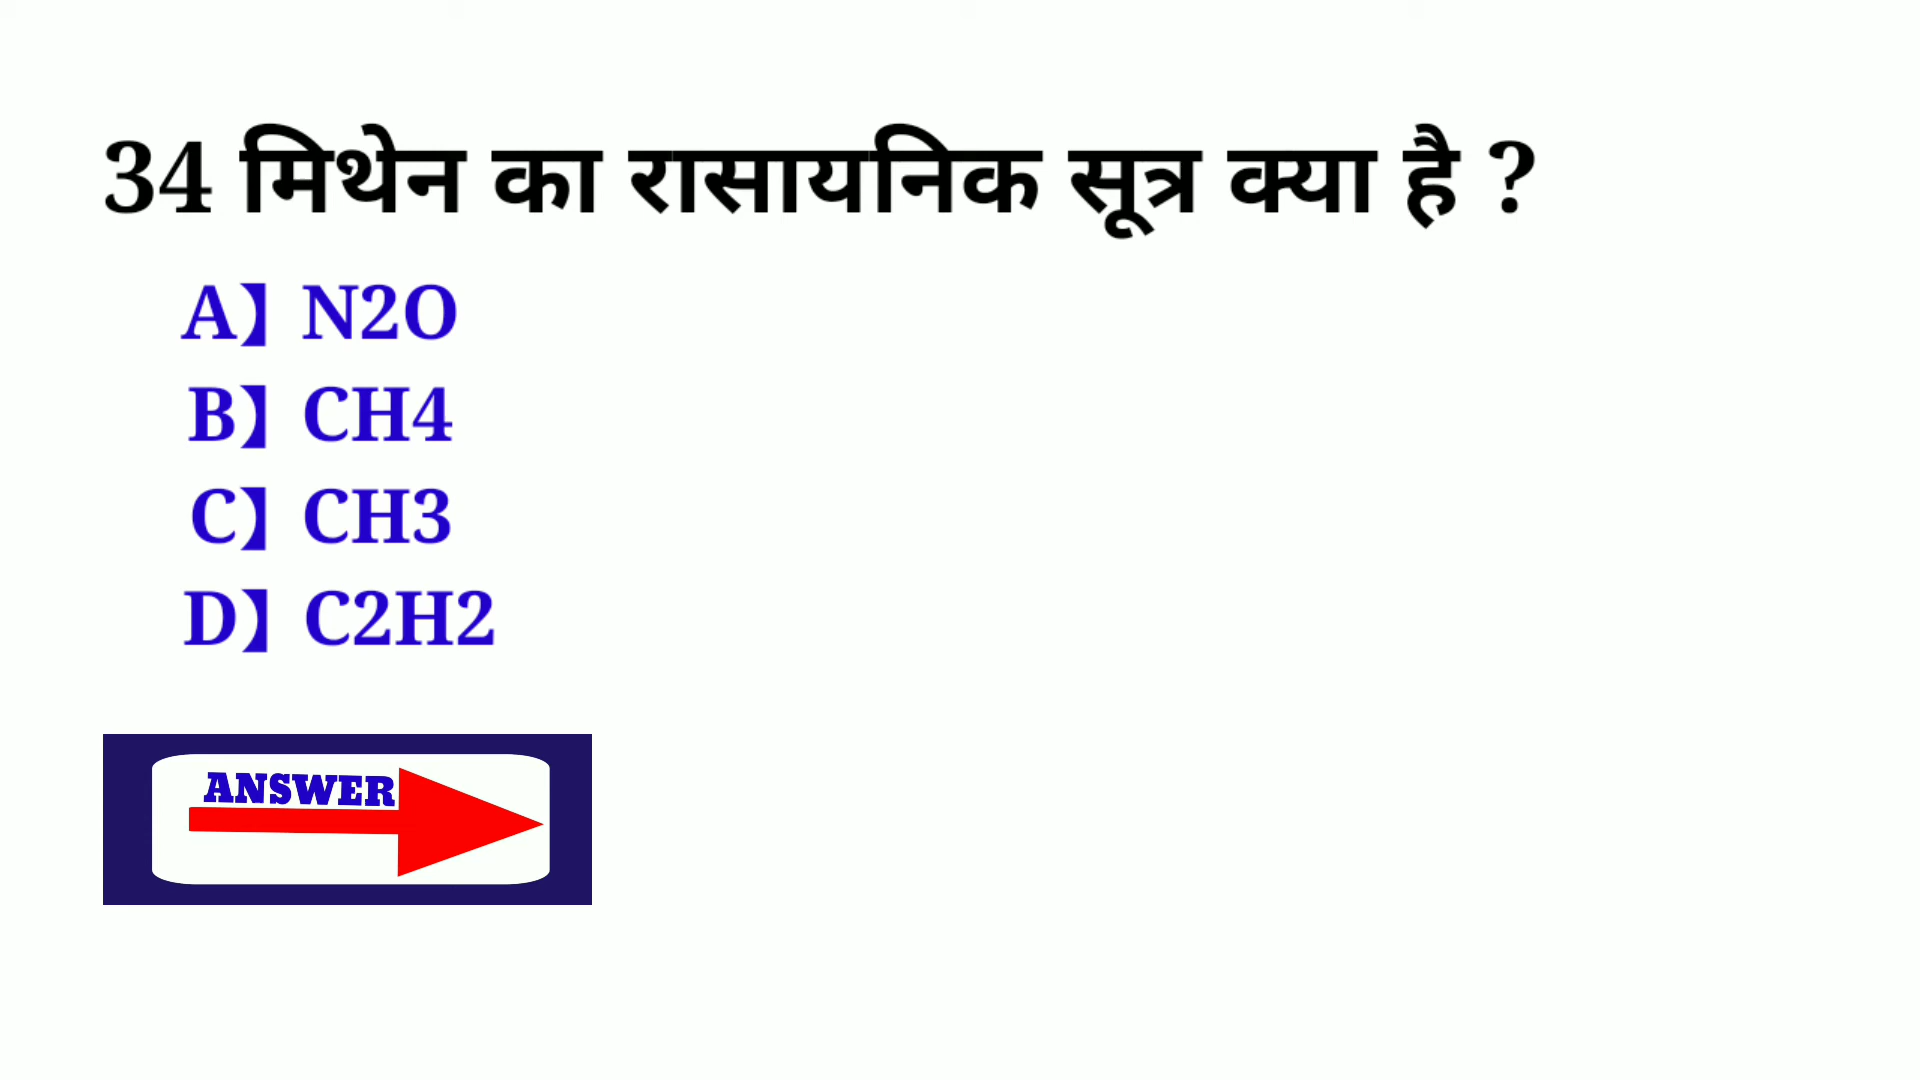 34 मिथेन का रासायनिक सूत्र क्या है ?
A】 N2O
B】 CH4
C】 CH3
D】 C2H2
ANSWER